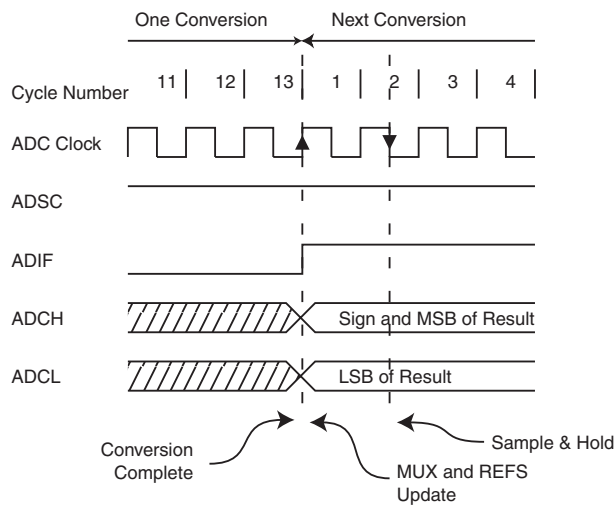 One Conversion Next Conversion
Cycle Number 11 12 13 1 2 3 4
ADC Clock
ADSC
ADIF
ADCH Sign and MSB of Result
ADCL LSB of Result
Conversion
Complete
MUX and REFS
Update
Sample & Hold